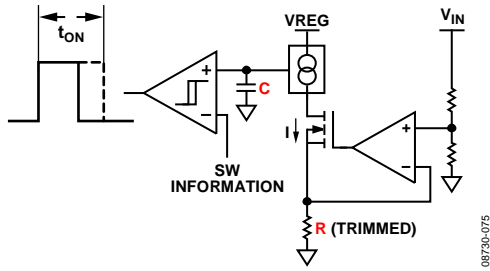 tON
VREG
VIN
+
C
−
I
+
−
SW
INFORMATION
R (TRIMMED)
08730-075